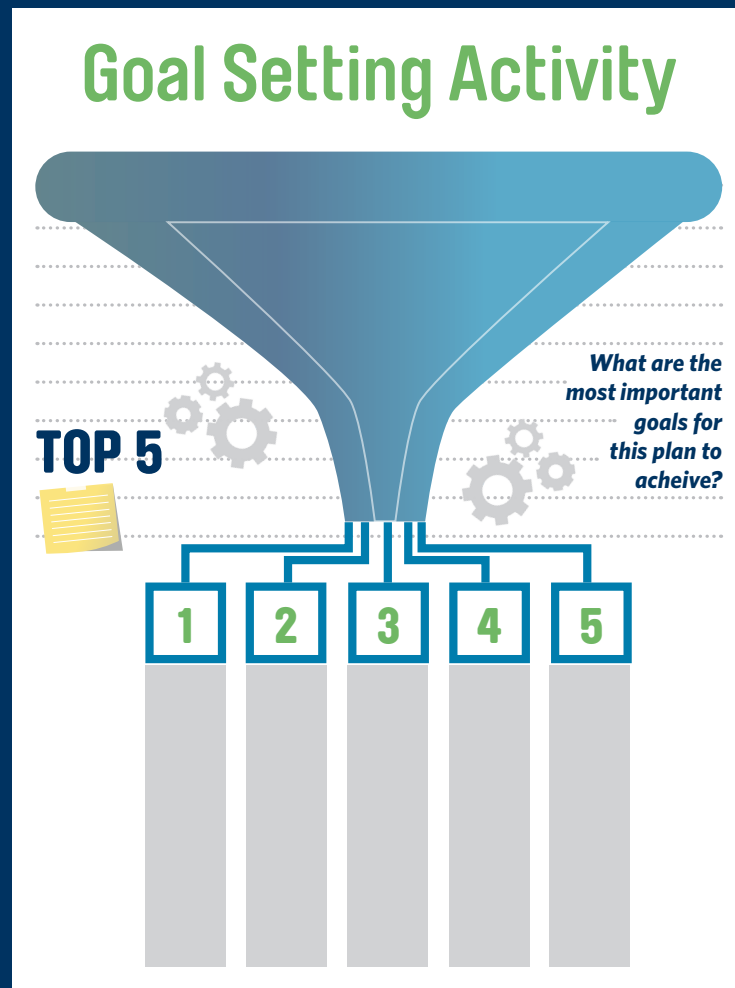 Goal Setting Activity
What are the
most important
goals for
this plan to
acheive?
TOP 5
1 2 3 4 5